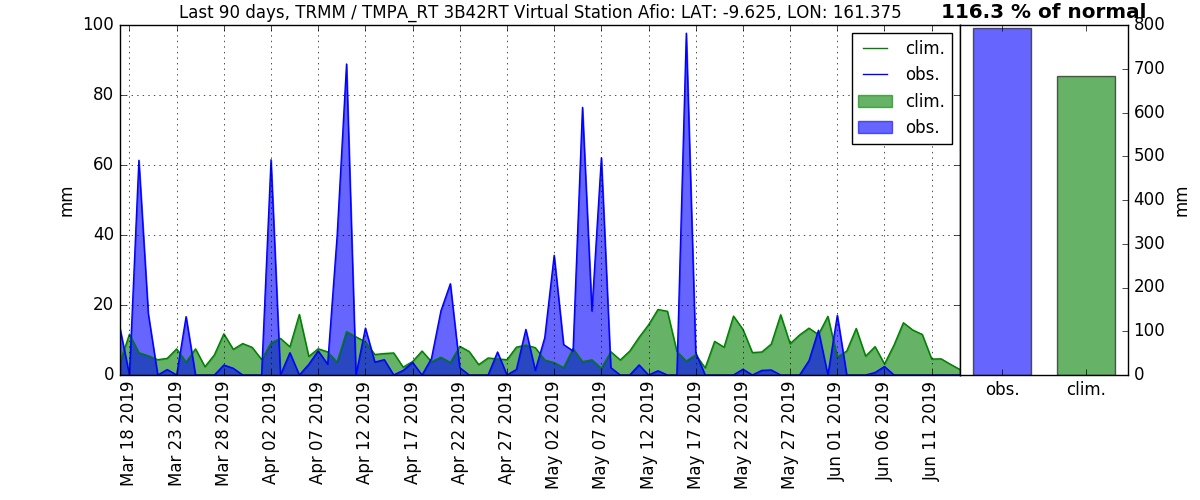 Last 90 days, TRMM / TMPA_RT 3B42RT Virtual Station Afio: LAT: -9.625, LON: 161.375
116.3 % of normal
100
80
60
40
20
0
mm
clim.
obs.
clim.
obs.
Mar 18 2019
Mar 23 2019
Mar 28 2019
Apr 02 2019
Apr 07 2019
Apr 12 2019
Apr 17 2019
Apr 22 2019
Apr 27 2019
May 02 2019
May 07 2019
May 12 2019
May 17 2019
May 22 2019
May 27 2019
Jun 01 2019
Jun 06 2019
Jun 11 2019
800
700
600
500
400
300
200
100
0
mm
obs.
clim.